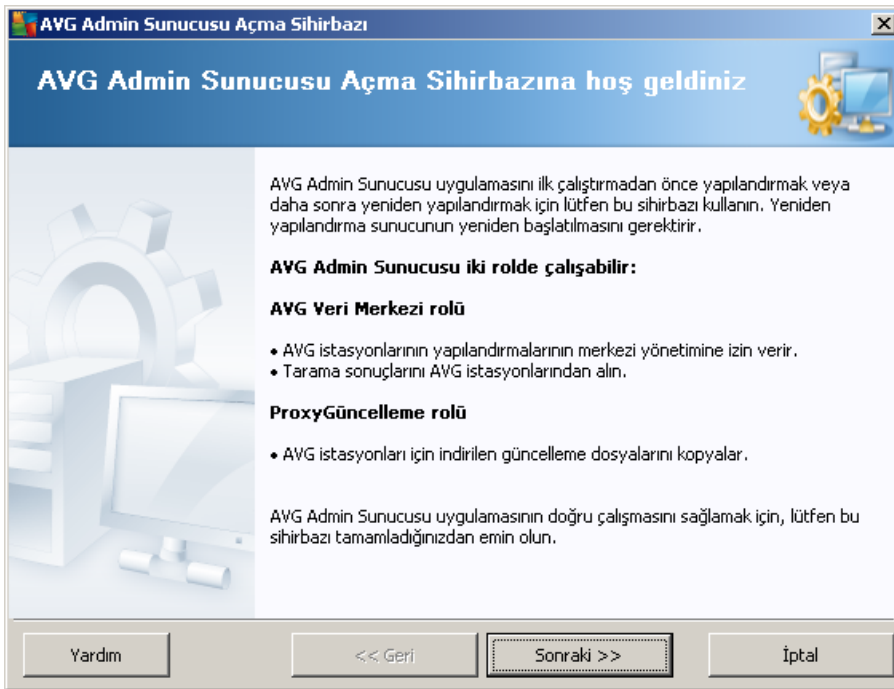 AVG Admin Sunucusu Açma Sihirbazı
AVG Admin Sunucusu Açma Sihirbazına hoş geldiniz
AVG Admin Sunucusu uygulamasını ilk çalıştırmadan önce yapılandırmak veya
daha sonra yeniden yapılandırmak için lütfen bu sihirbazı kullanın. Yeniden
yapılandırma sunucunun yeniden başlatılmasını gerektirir.
AVG Admin Sunucusu iki rolde çalışabilir:
AVG Veri Merkezi rolü
• AVG istasyonlarının yapılandırmalarının merkezi yönetimine izin verir.
• Tarama sonuçlarını AVG istasyonlarından alın.
ProxyGüncelleme rolü
• AVG istasyonları için indirilen güncelleme dosyalarını kopyalar.
AVG Admin Sunucusu uygulamasının doğru çalışmasını sağlamak için, lütfen bu
sihirbazı tamamladığınızdan emin olun.
Yardım
<< Geri
Sonraki >>
İptal